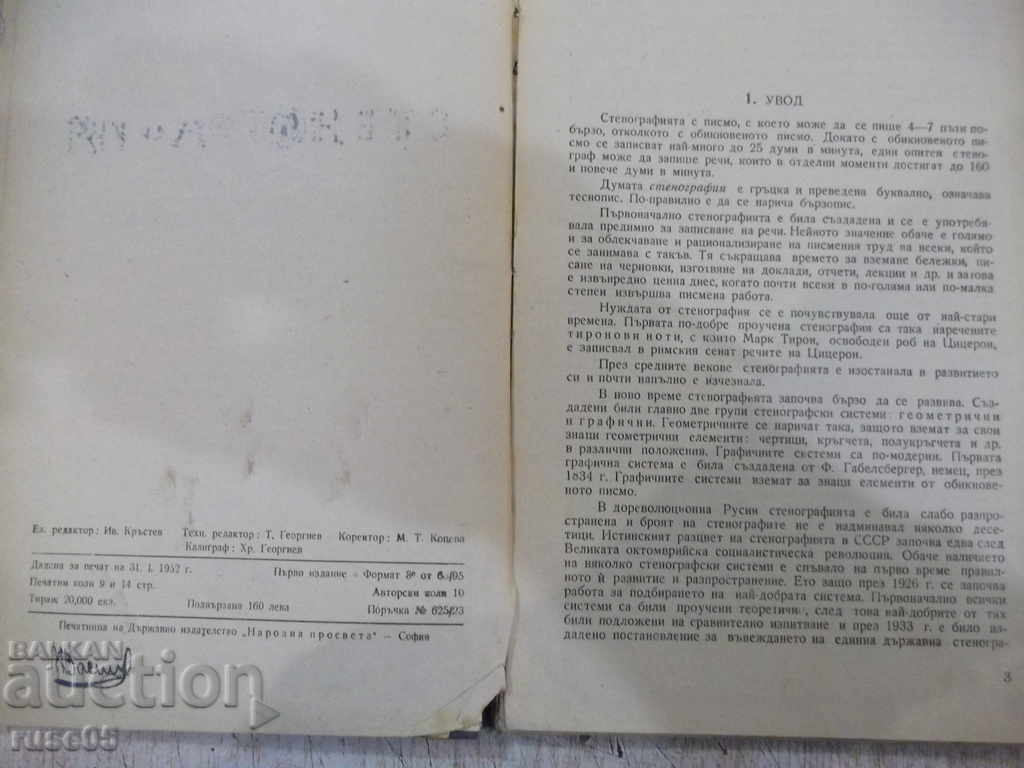 СТЕНОГРАФИЯ
Ел. редактор: Ив. Кръстев Техн. редактор: Т. Георгиев Коректор: М. Т. Коцева
Калиграф: Хр. Георгиев
Дадена за печат на 31. I. 1952 г. Първо издание — Формат 8° от 65/95
Печатни коли 9 и 14 стр. Авторски коли 10
Тираж 20,000 екз. Подвързана 160 лева Поръчка № 625/23
Печатница на Държавно издателство „Народна просвета“ — София
BALKAN
auction
ruse05
1. УВОД
Стенографията е писмо, с което може да се пише 4—7 пъти по-
бързо, отколкото с обикновеното писмо. Докато с обикновеното пи-
смо се записват най-много до 25 думи в минута, един опитен стено-
граф може да запише речи, които в отделни моменти достигат до 160
и повече думи в минута.
Думата стенография е гръцка и преведена буквално, означава
теснопис. По-правилно е да се нарича бързопис.
Първоначално стенографията е била създадена и се е употребя-
вала предимно за записване на речи. Нейното значение обаче е голямо
и за облекчаване и рационализиране на писмения труд на всеки, който
се занимава с такъв. Тя съкращава времето за вземане бележки, пи-
сане на черновки, изготвяне на доклади, отчети, лекции и др. и затова
е извънредно ценна днес, когато почти всеки в по-голяма или по-малка
степен извършва писмена работа.
Нуждата от стенография се е почувствувала още от най-стари
времена. Първата по-добре проучена стенография са така наречените
тиронови ноти, с които Марк Тирон, освободен роб на Цицерон,
е записвал в римския сенат речите на Цицерон.
През средните векове стенографията е изостанала в развитието
си и почти напълно е изчезнала.
В ново време стенографията започва бързо да се развива. Съз-
дадени били главно две групи стенографски системи: геометрични
и графични. Геометричните се наричат така, защото вземат за свои
знаци геометрични елементи: чертици, кръгчета, полукръгчета и др.
в различни положения. Графичните системи са по-модерни. Първата
графична система е била създадена от Ф. Габелсбергер, немец, през
1834 г. Графичните системи вземат за знаци елементи от обикнове-
ното писмо.
В дореволюционна Русия стенографията е била слабо разпро-
странена и броят на стенографите не е надминавал няколко десе-
тици. Истинският разцвет на стенографията в СССР започва едва след
Великата октомврийска социалистическа революция. Обаче наличието
на няколко стенографски системи е спъвало на първо време правил-
ното ѝ развитие и разпространение. Ето защо през 1926 г. се започва
работа за подбирането на най-добрата система. Първоначално всички
системи са били проучени теоретично, след това най-добрите от тях
били подложени на сравнително изпитване и през 1933 г. е било из-
дадено постановление за въвеждането на единна държавна стеногра-
3